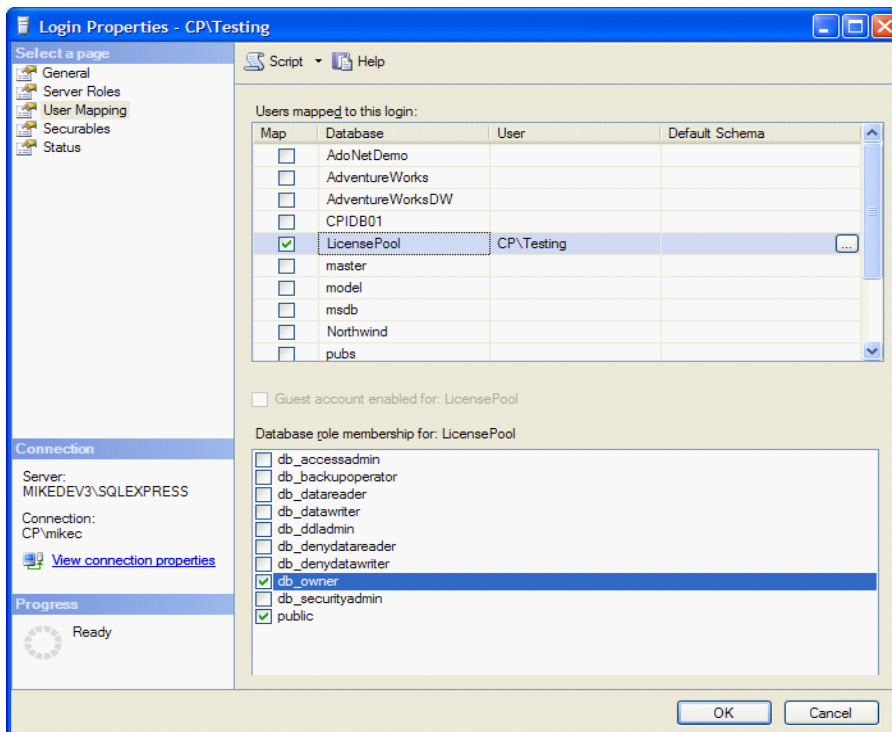 Login Properties - CP\Testing
Select a page
General
Server Roles
User Mapping
Securables
Status
Script
Help
Users mapped to this login:
Map Database User Default Schema
AdoNetDemo
AdventureWorks
AdventureWorksDW
CPIDB01
LicensePool CP\Testing ...
master
model
msdb
Northwind
pubs
Guest account enabled for: LicensePool
Database role membership for: LicensePool
db_accessadmin
db_backupoperator
db_datareader
db_datawriter
db_ddladmin
db_denydatareader
db_denydatawriter
db_owner
db_securityadmin
public
Connection
Server:
MIKEDEV3\SQLEXPRESS
Connection:
CP\mikec
View connection properties
Progress
Ready
OK Cancel